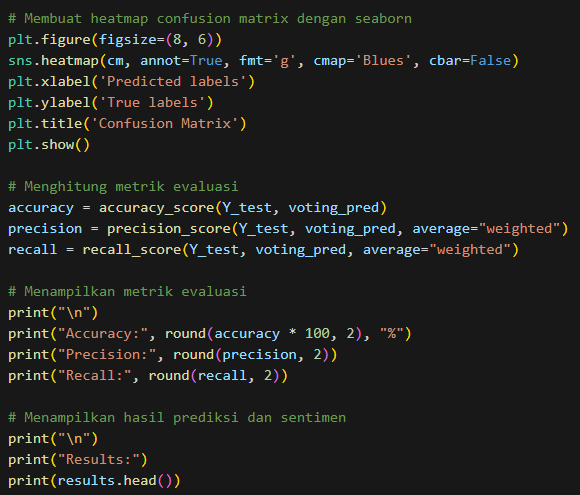 # Membuat heatmap confusion matrix dengan seaborn
plt.figure(figsize=(8, 6))
sns.heatmap(cm, annot=True, fmt='g', cmap='Blues', cbar=False)
plt.xlabel('Predicted labels')
plt.ylabel('True labels')
plt.title('Confusion Matrix')
plt.show()

# Menghitung metrik evaluasi
accuracy = accuracy_score(Y_test, voting_pred)
precision = precision_score(Y_test, voting_pred, average="weighted")
recall = recall_score(Y_test, voting_pred, average="weighted")

# Menampilkan metrik evaluasi
print("\n")
print("Accuracy:", round(accuracy * 100, 2), "%")
print("Precision:", round(precision, 2))
print("Recall:", round(recall, 2))

# Menampilkan hasil prediksi dan sentimen
print("\n")
print("Results:")
print(results.head())